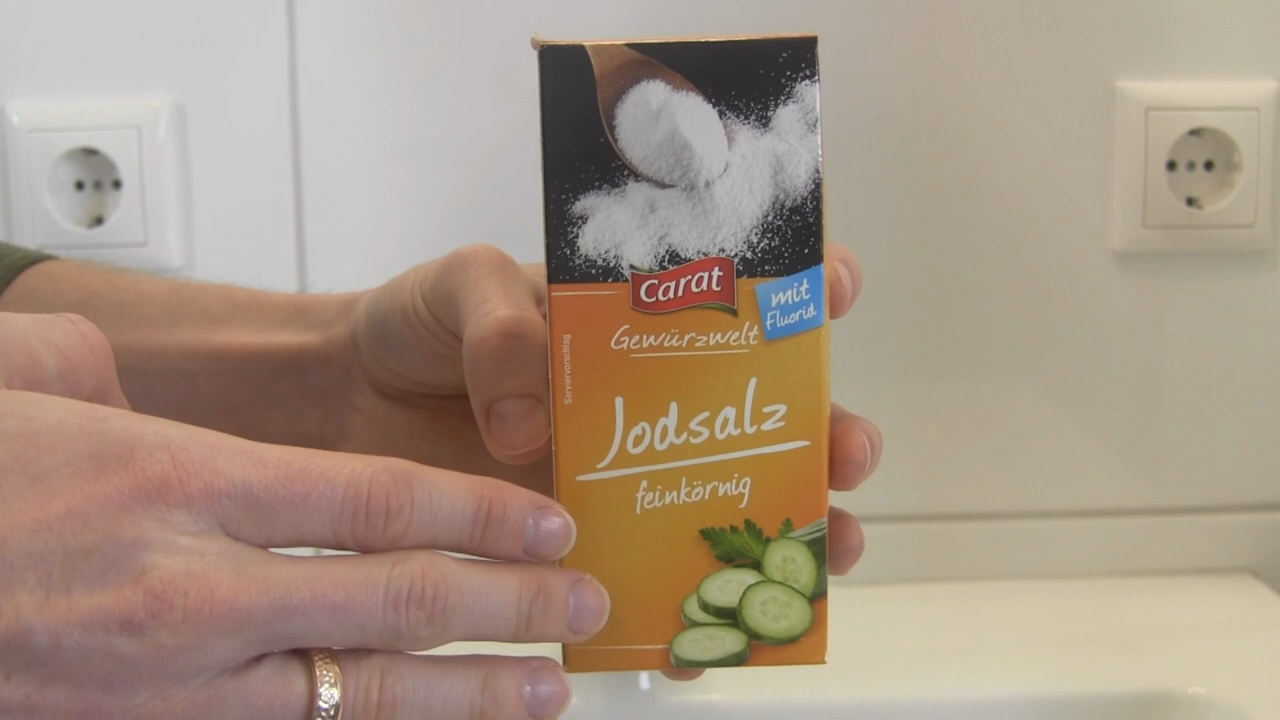 Carat
mit
Fluorid
Gewürzwelt
Serviervorschlag
Jodsalz
feinkörnig